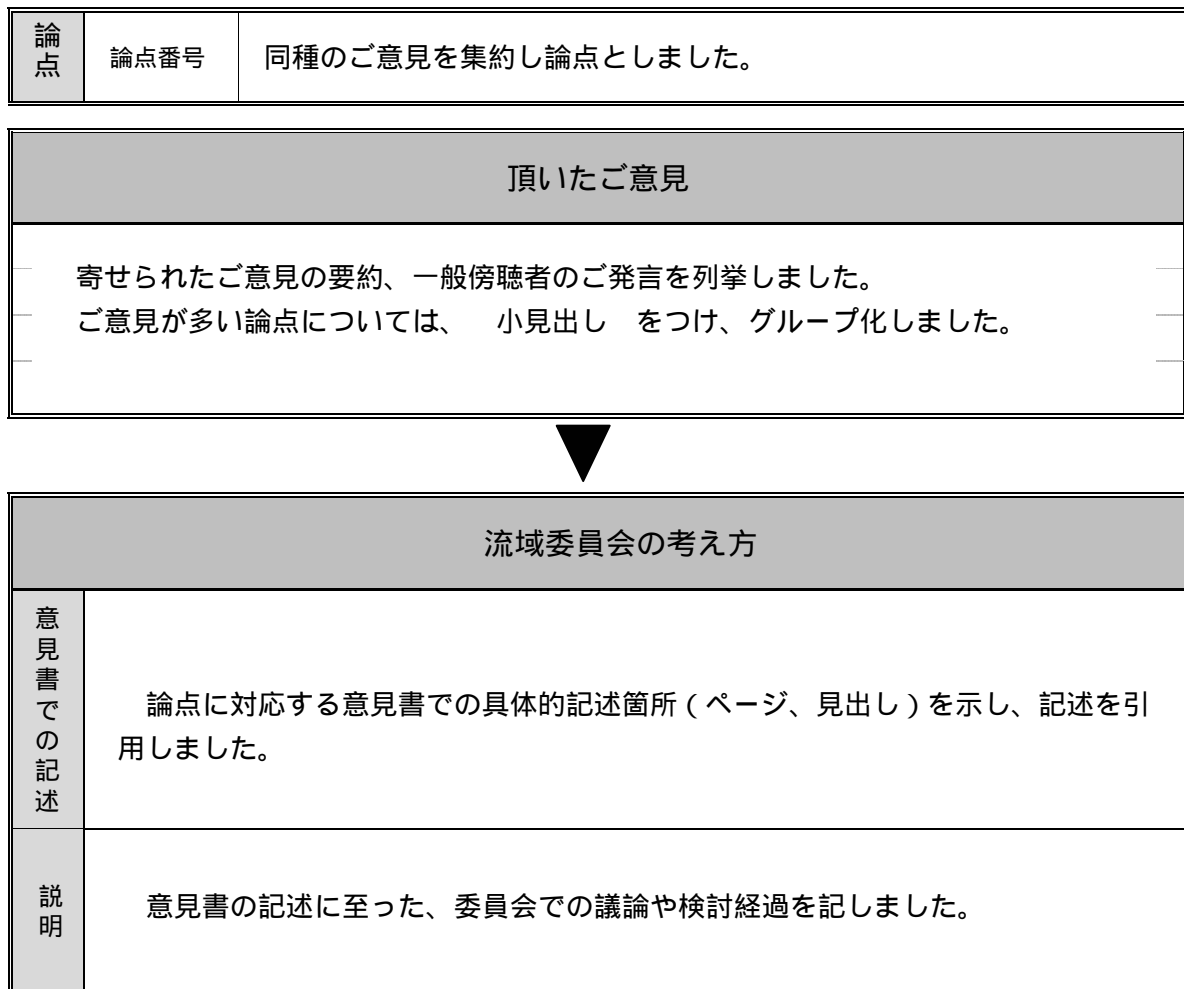 論点
論点番号
同種のご意見を集約し論点としました。
頂いたご意見
寄せられたご意見の要約、一般傍聴者のご発言を列挙しました。
ご意見が多い論点については、　小見出し　をつけ、グループ化しました。
流域委員会の考え方
意見書での記述
論点に対応する意見書での具体的記述箇所（ページ、見出し）を示し、記述を引
用しました。
説明
意見書の記述に至った、委員会での議論や検討経過を記しました。